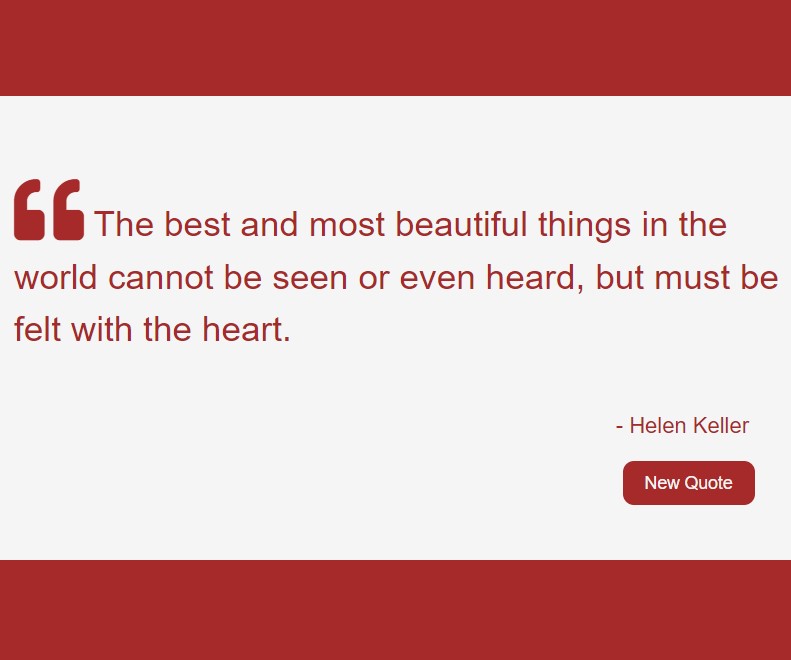 “ The best and most beautiful things in the
world cannot be seen or even heard, but must be
felt with the heart.
- Helen Keller
New Quote